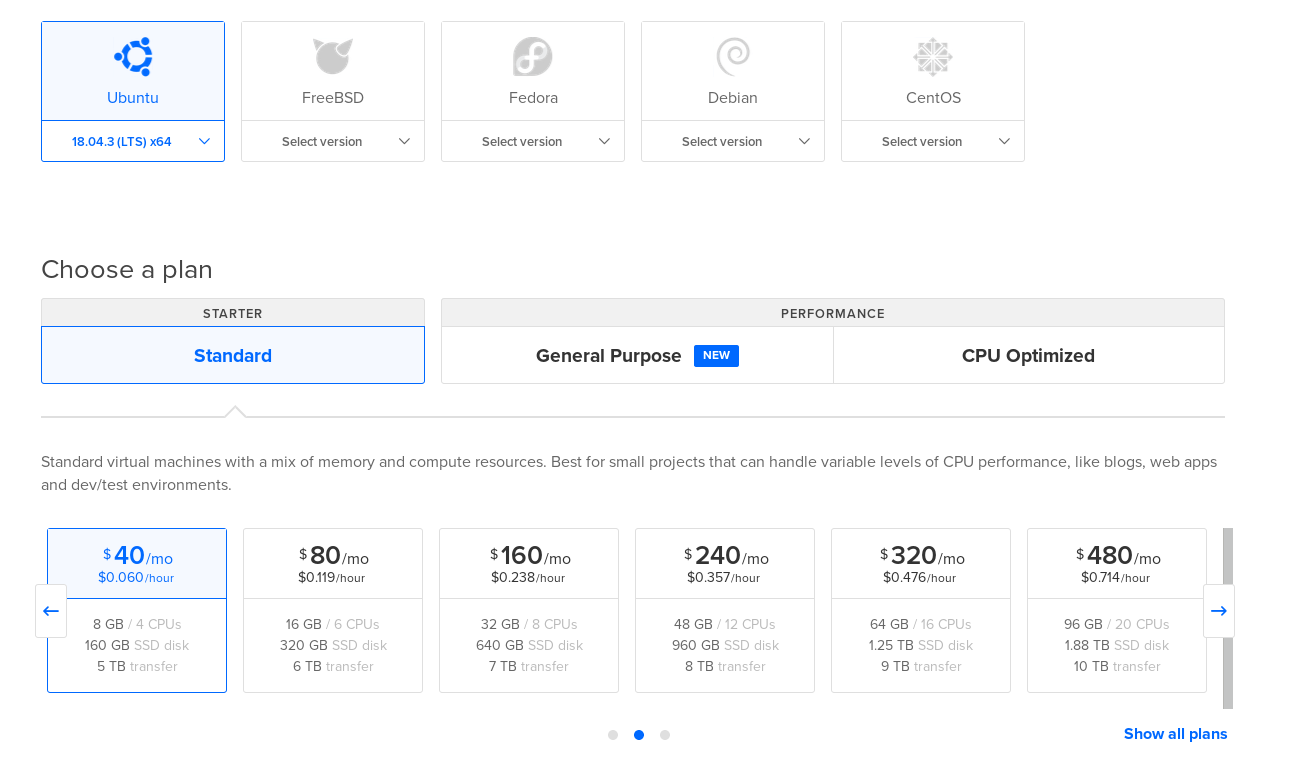 Ubuntu
18.04.3 (LTS) x64
FreeBSD
Select version
Fedora
Select version
Debian
Select version
CentOS
Select version
Choose a plan
STARTER
Standard
PERFORMANCE
General Purpose NEW
CPU Optimized
Standard virtual machines with a mix of memory and compute resources. Best for small projects that can handle variable levels of CPU performance, like blogs, web apps
and dev/test environments.
$40/mo
$0.060/hour
8 GB / 4 CPUs
160 GB SSD disk
5 TB transfer
$80/mo
$0.119/hour
16 GB / 6 CPUs
320 GB SSD disk
6 TB transfer
$160/mo
$0.238/hour
32 GB / 8 CPUs
640 GB SSD disk
7 TB transfer
$240/mo
$0.357/hour
48 GB / 12 CPUs
960 GB SSD disk
8 TB transfer
$320/mo
$0.476/hour
64 GB / 16 CPUs
1.25 TB SSD disk
9 TB transfer
$480/mo
$0.714/hour
96 GB / 20 CPUs
1.88 TB SSD disk
10 TB transfer
Show all plans